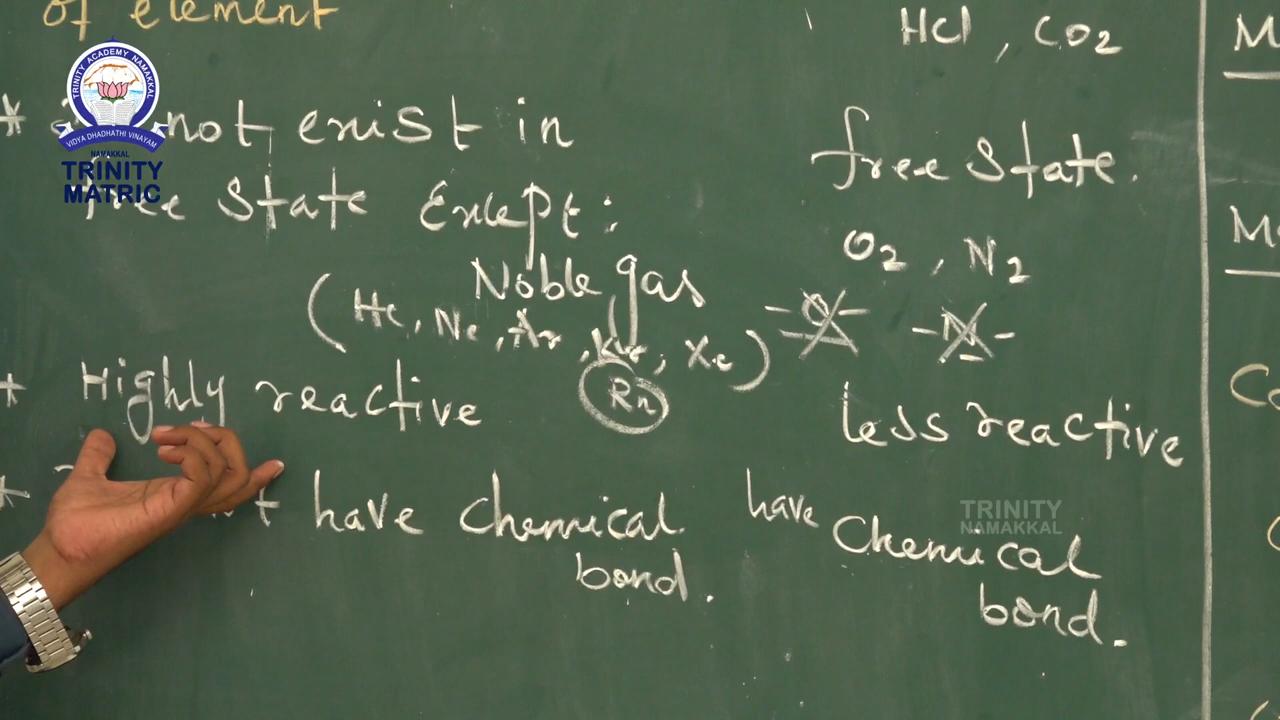 of element
HCl, CO2
TRINITY ACADEMY NAMAKKAL
VIDYA DHADHATHI VINAYAM
NAMAKKAL
TRINITY
MATRIC
* not exist in
free state Except:
Noble gas
(He, Ne, Ar, Kr, Xe)
Rn
* Highly reactive
* have chemical
bond.
free state.
O2, N2
-O- -N-
less reactive
have chemical
bond.
TRINITY
NAMAKKAL
M
M